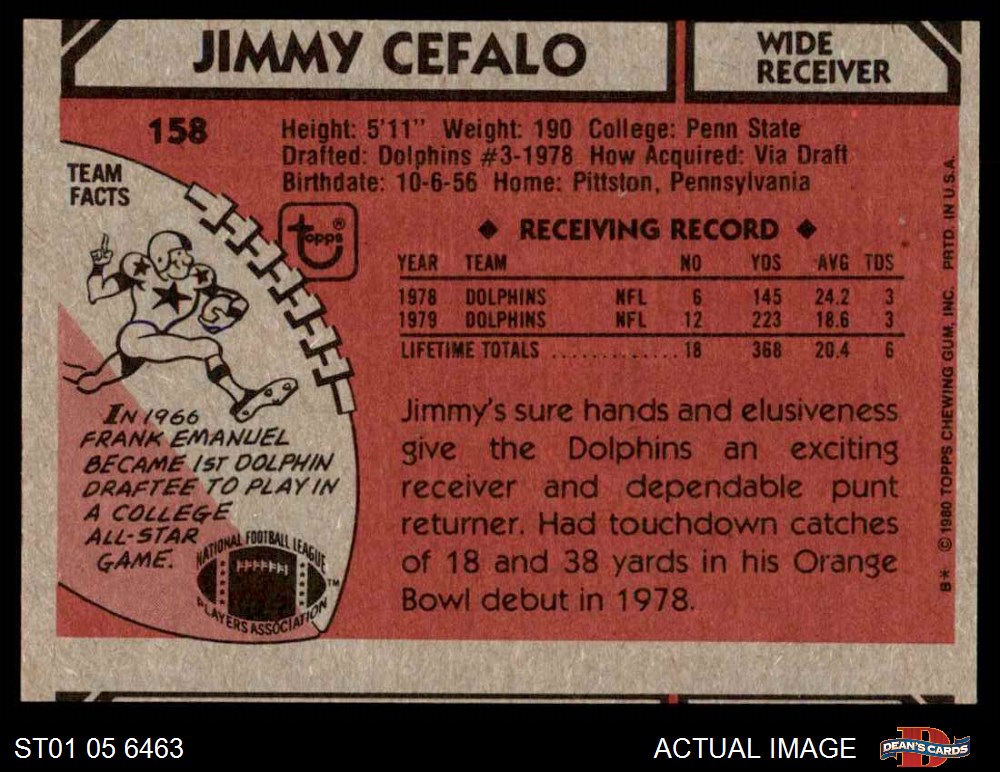 JIMMY CEFALO
WIDE
RECEIVER
158
Height: 5'11" Weight: 190 College: Penn State
Drafted: Dolphins #3-1978 How Acquired: Via Draft
Birthdate: 10-6-56 Home: Pittston, Pennsylvania
TEAM
FACTS
topps®
◆ RECEIVING RECORD ◆
YEAR TEAM NO YDS AVG TDS
1978 DOLPHINS NFL 6 145 24.2 3
1979 DOLPHINS NFL 12 223 18.6 3
LIFETIME TOTALS ............. 18 368 20.4 6
IN 1966
FRANK EMANUEL
BECAME 1ST DOLPHIN
DRAFTEE TO PLAY IN
A COLLEGE
ALL-STAR
GAME.
NATIONAL FOOTBALL LEAGUE
PLAYERS ASSOCIATION
TM
Jimmy's sure hands and elusiveness
give the Dolphins an exciting
receiver and dependable punt
returner. Had touchdown catches
of 18 and 38 yards in his Orange
Bowl debut in 1978.
B* © 1980 TOPPS CHEWING GUM, INC. PRTD. IN U.S.A.
ST01 05 6463
ACTUAL IMAGE
DEAN'S CARDS